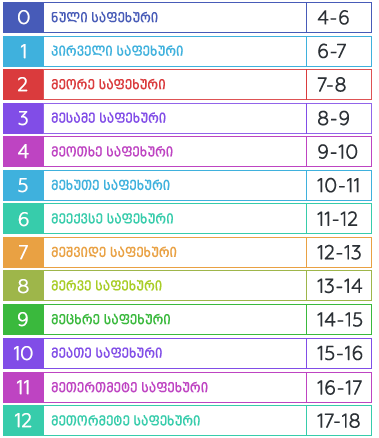 0 ნული საფეხური 4-6
1 პირველი საფეხური 6-7
2 მეორე საფეხური 7-8
3 მესამე საფეხური 8-9
4 მეოთხე საფეხური 9-10
5 მეხუთე საფეხური 10-11
6 მეექვსე საფეხური 11-12
7 მეშვიდე საფეხური 12-13
8 მერვე საფეხური 13-14
9 მეცხრე საფეხური 14-15
10 მეათე საფეხური 15-16
11 მეთერთმეტე საფეხური 16-17
12 მეთორმეტე საფეხური 17-18